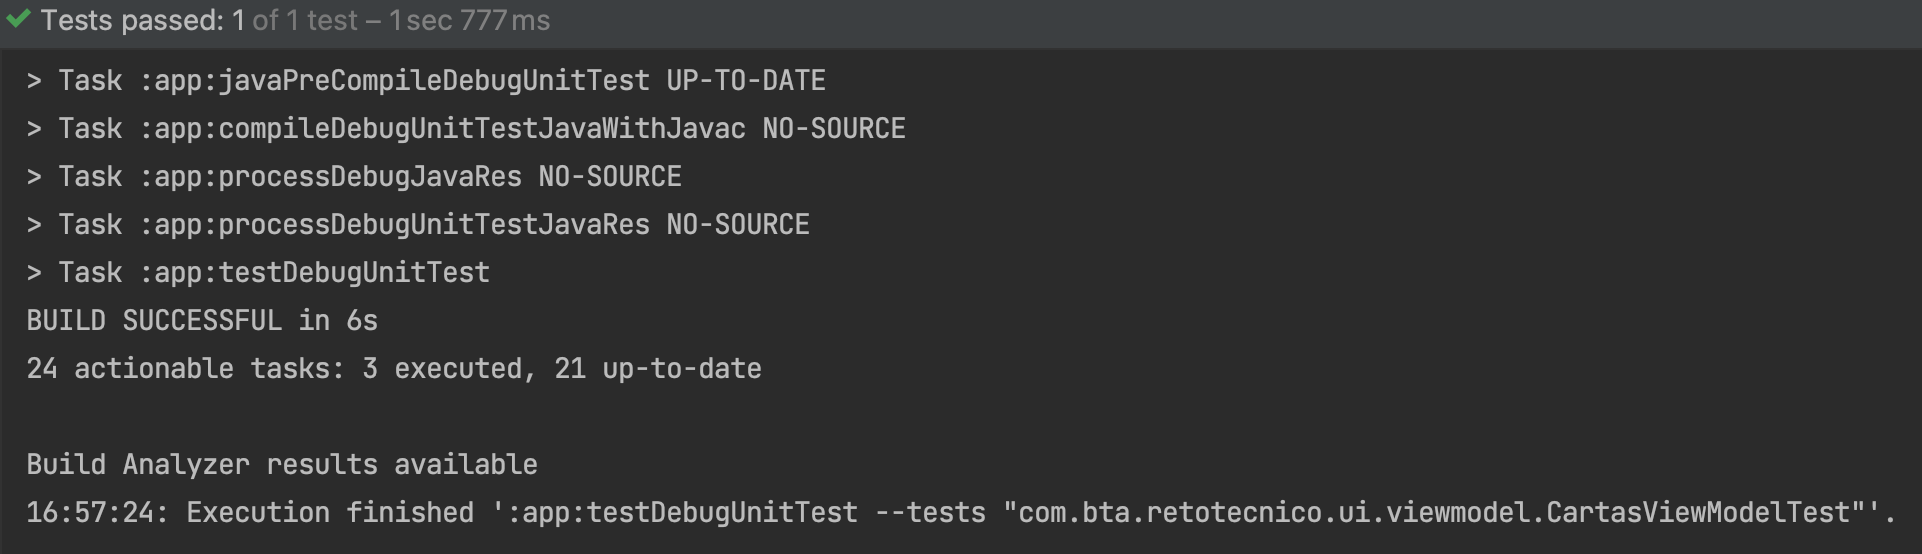 Tests passed: 1 of 1 test – 1 sec 777 ms
> Task :app:javaPreCompileDebugUnitTest UP-TO-DATE
> Task :app:compileDebugUnitTestJavaWithJavac NO-SOURCE
> Task :app:processDebugJavaRes NO-SOURCE
> Task :app:processDebugUnitTestJavaRes NO-SOURCE
> Task :app:testDebugUnitTest
BUILD SUCCESSFUL in 6s
24 actionable tasks: 3 executed, 21 up-to-date
Build Analyzer results available
16:57:24: Execution finished ':app:testDebugUnitTest --tests "com.bta.retotecnico.ui.viewmodel.CartasViewModelTest"'.